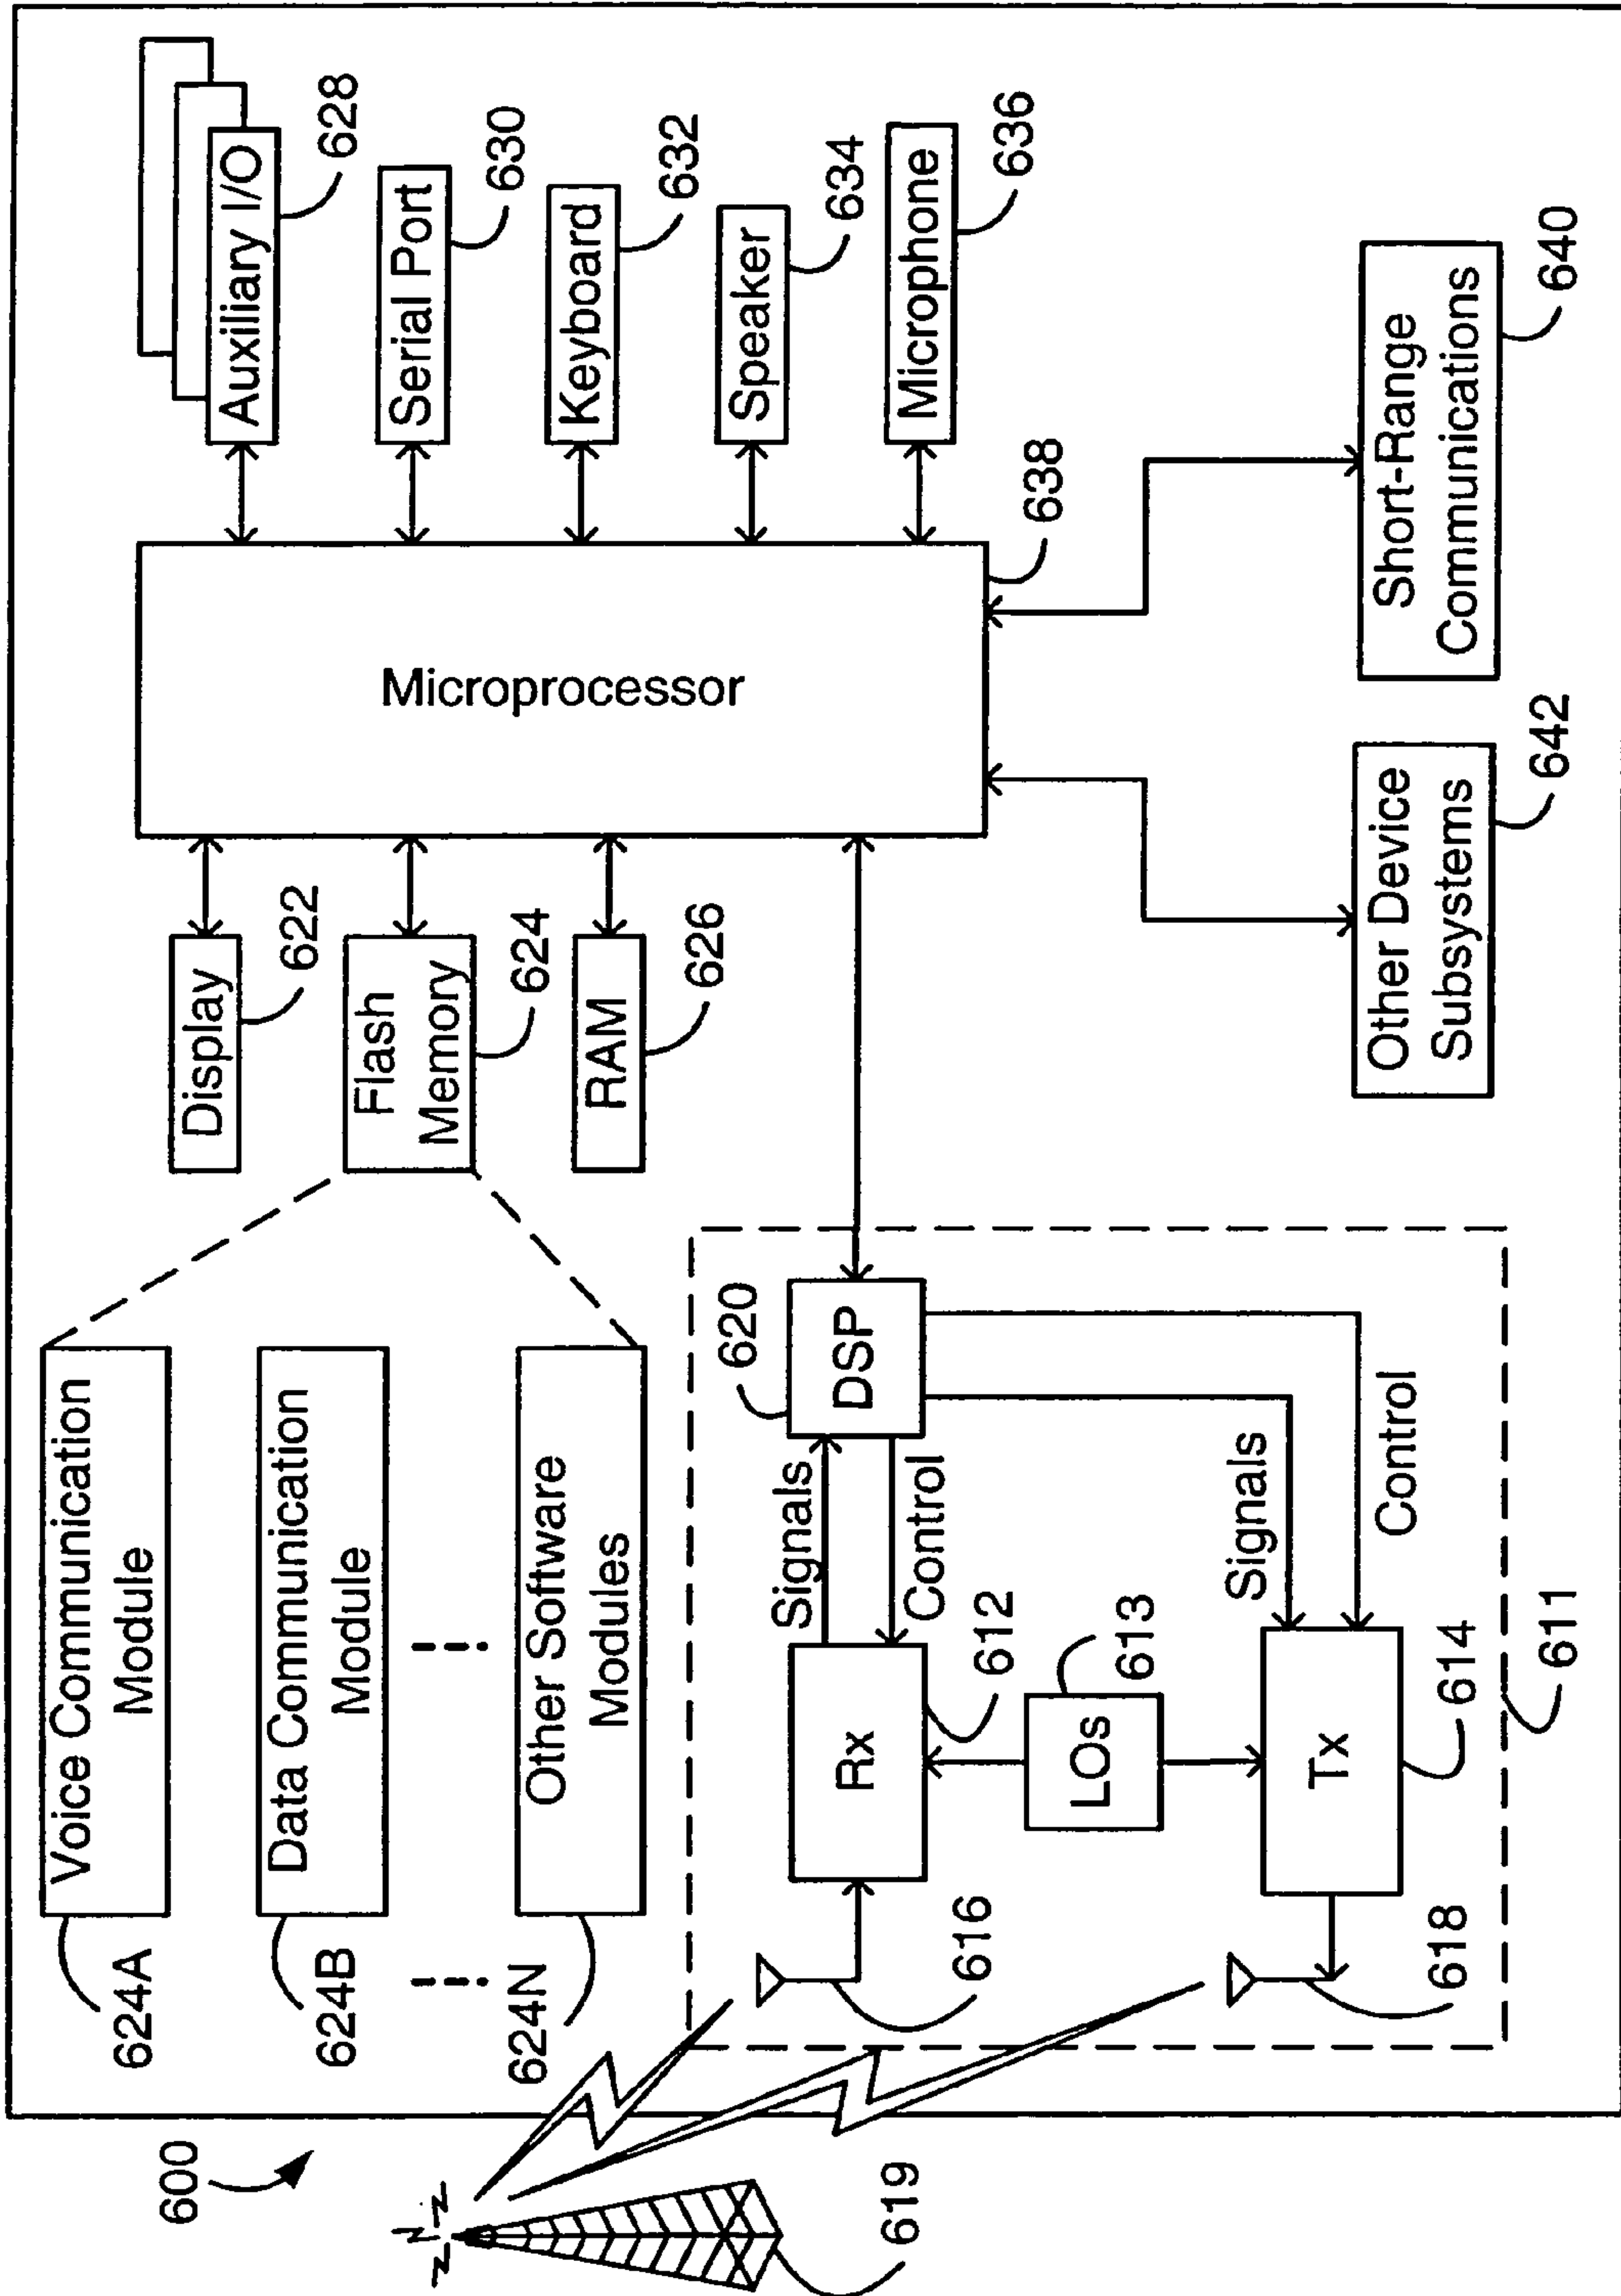 600
619
624A
Voice Communication
Module
624B
Data Communication
Module
624N
Other Software
Modules
Display
622
Flash
Memory
624
RAM
626
Microprocessor
638
Auxiliary I/O
628
Serial Port
630
Keyboard
632
Speaker
634
Microphone
636
Short-Range
Communications
640
Other Device
Subsystems
642
620
DSP
Signals
Control
Rx
612
LOs
613
Signals
Control
Tx
614
616
618
611